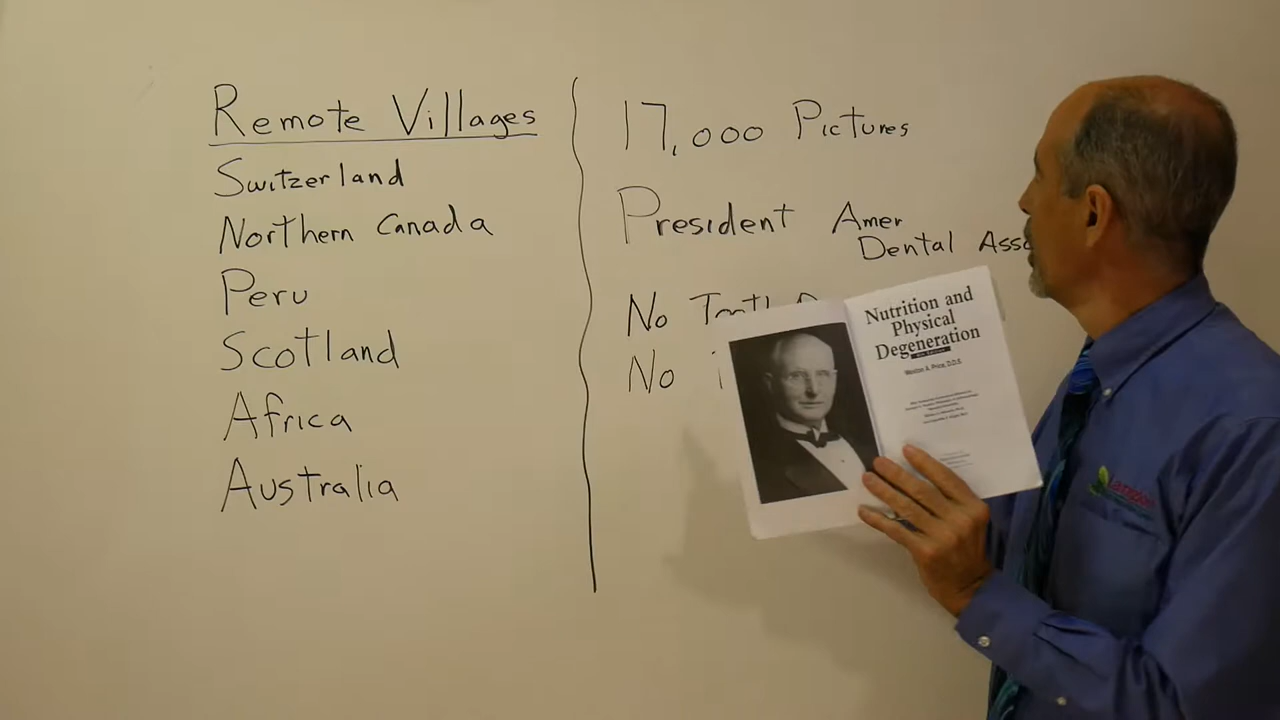 Remote Villages
Switzerland
Northern Canada
Peru
Scotland
Africa
Australia
17,000 Pictures
President Amer
Dental Asso
No
No
Nutrition and
Physical
Degeneration
Weston A. Price, D.D.S.